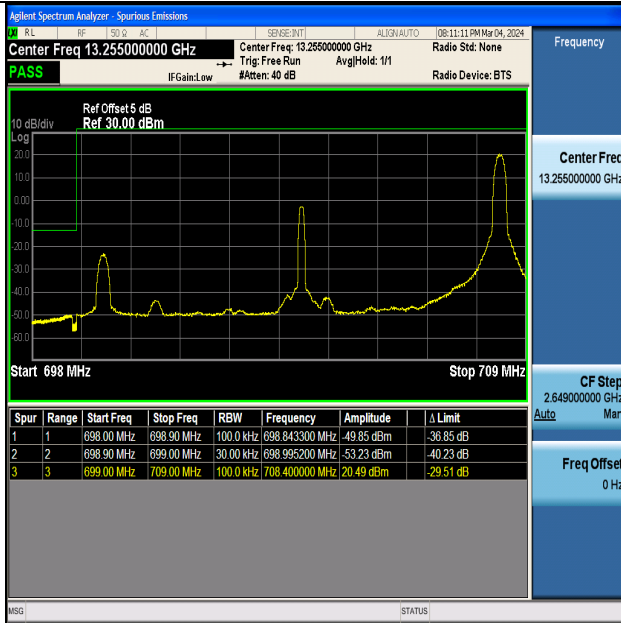 Agilent Spectrum Analyzer - Spurious Emissions
RL RF 50 Ω AC SENSE:INT ALIGN AUTO 08:11:11 PM Mar 04, 2024
Center Freq 13.255000000 GHz
Center Freq: 13.255000000 GHz
Radio Std: None
Trig: Free Run Avg|Hold: 1/1
PASS
IFGain:Low
#Atten: 40 dB
Radio Device: BTS
Frequency
Ref Offset 5 dB
10 dB/div Ref 30.00 dBm
Log
20.0
10.0
0.00
-10.0
-20.0
-30.0
-40.0
-50.0
-60.0
Start 698 MHz Stop 709 MHz
Spur Range Start Freq Stop Freq RBW Frequency Amplitude Δ Limit
1 1 698.00 MHz 698.90 MHz 100.0 kHz 698.843300 MHz -49.85 dBm -36.85 dB
2 2 698.90 MHz 699.00 MHz 30.00 kHz 698.995200 MHz -53.23 dBm -40.23 dB
3 3 699.00 MHz 709.00 MHz 100.0 kHz 708.400000 MHz 20.49 dBm -29.51 dB
Center Freq
13.255000000 GHz
CF Step
2.649000000 GHz
Auto Man
Freq Offset
0 Hz
MSG STATUS